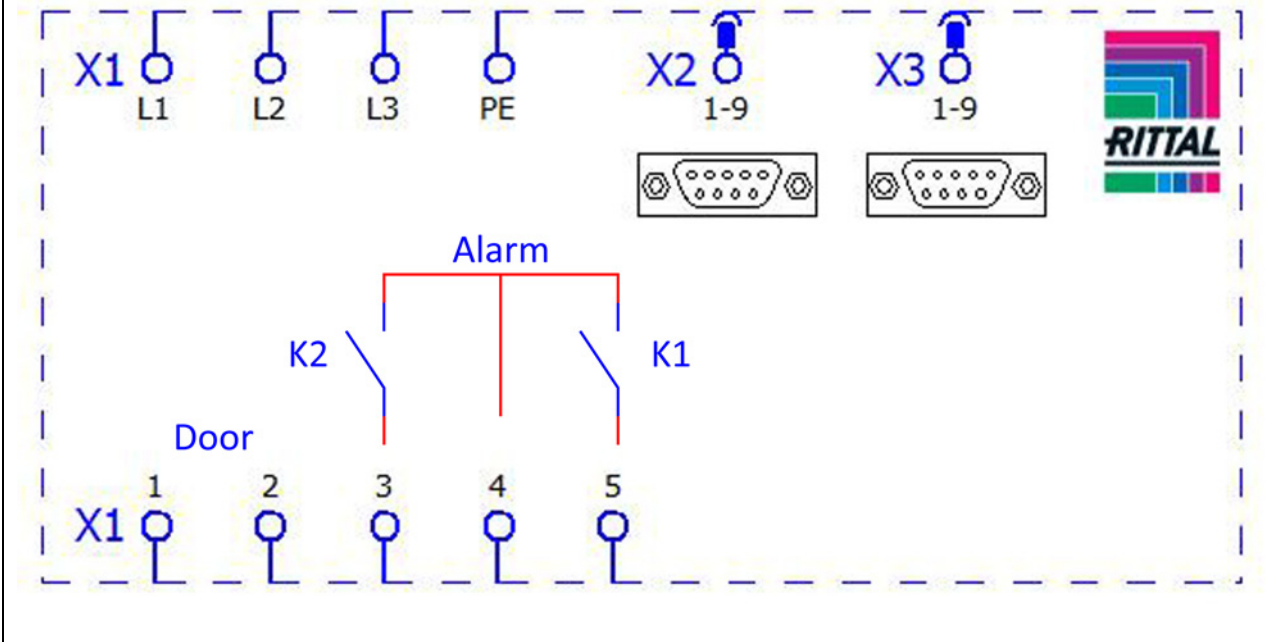 X1 L1 L2 L3 PE X2 1-9 X3 1-9
RITTAL
Alarm
K2 K1
Door
1 2 3 4 5
X1